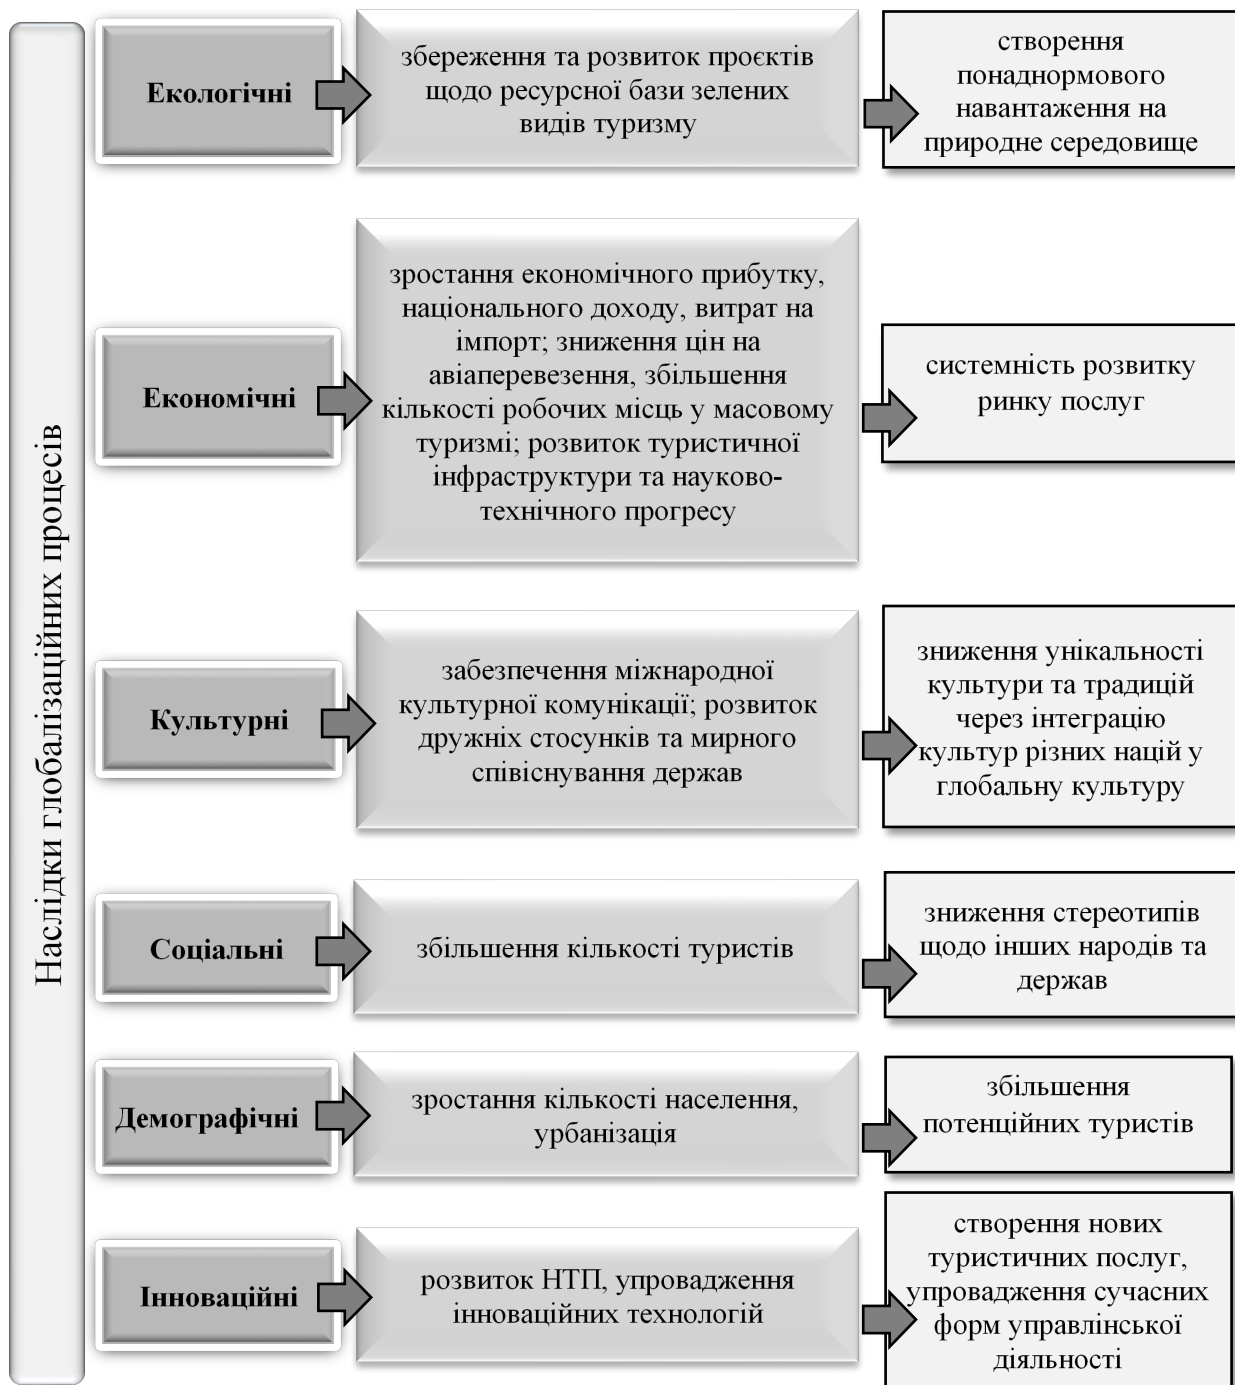 Наслідки глобалізаційних процесів
Екологічні
збереження та розвиток проєктів
щодо ресурсної бази зелених
видів туризму
створення
понаднормового
навантаження на
природне середовище
Економічні
зростання економічного прибутку,
національного доходу, витрат на
імпорт; зниження цін на
авіаперевезення, збільшення
кількості робочих місць у масовому
туризмі; розвиток туристичної
інфраструктури та науково-
технічного прогресу
системність розвитку
ринку послуг
Культурні
забезпечення міжнародної
культурної комунікації; розвиток
дружніх стосунків та мирного
співіснування держав
зниження унікальності
культури та традицій
через інтеграцію
культур різних націй у
глобальну культуру
Соціальні
збільшення кількості туристів
зниження стереотипів
щодо інших народів та
держав
Демографічні
зростання кількості населення,
урбанізація
збільшення
потенційних туристів
Інноваційні
розвиток НТП, упровадження
інноваційних технологій
створення нових
туристичних послуг,
упровадження сучасних
форм управлінської
діяльності